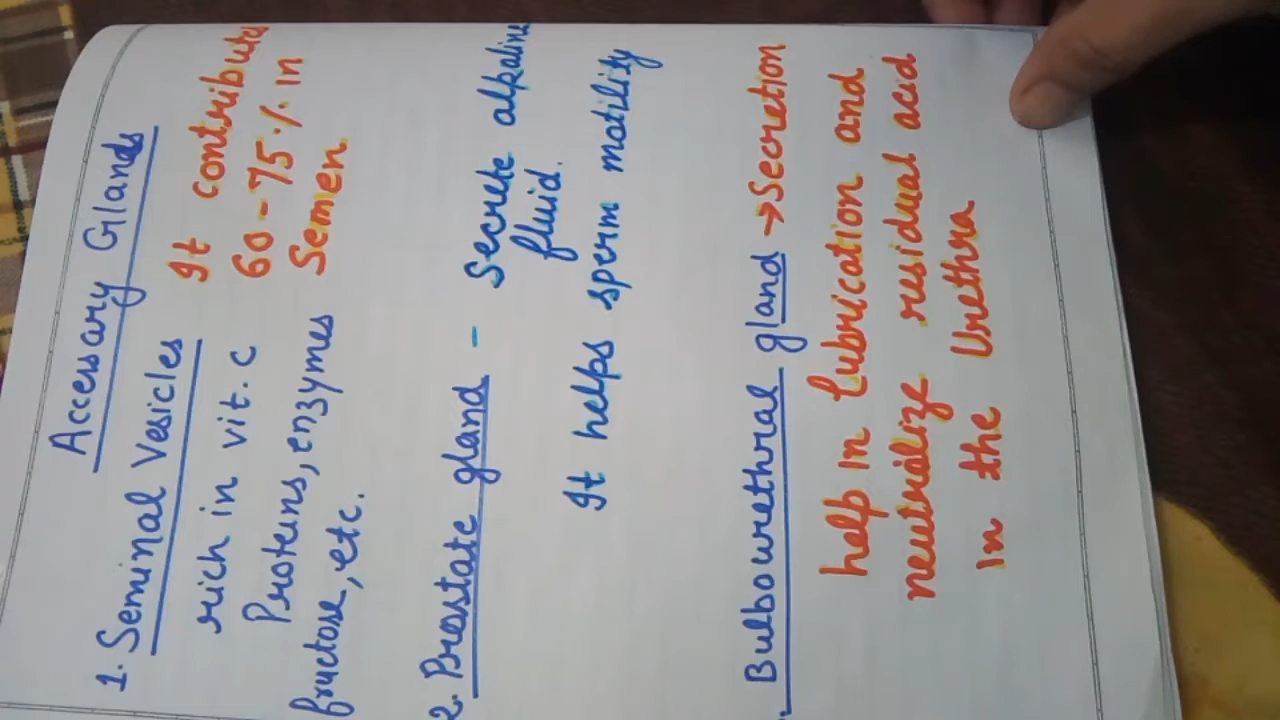 Accessary Glands
1. Seminal Vesicles
rich in vit. C
Proteins, enzymes
fructose, etc.
It contributes
60-75% in
Semen
2. Prostate gland - Secrete alkaline
fluid.
It helps sperm motility
. Bulbourethral gland → Secretion
help in lubrication and
neutralize residual acid
in the Urethra